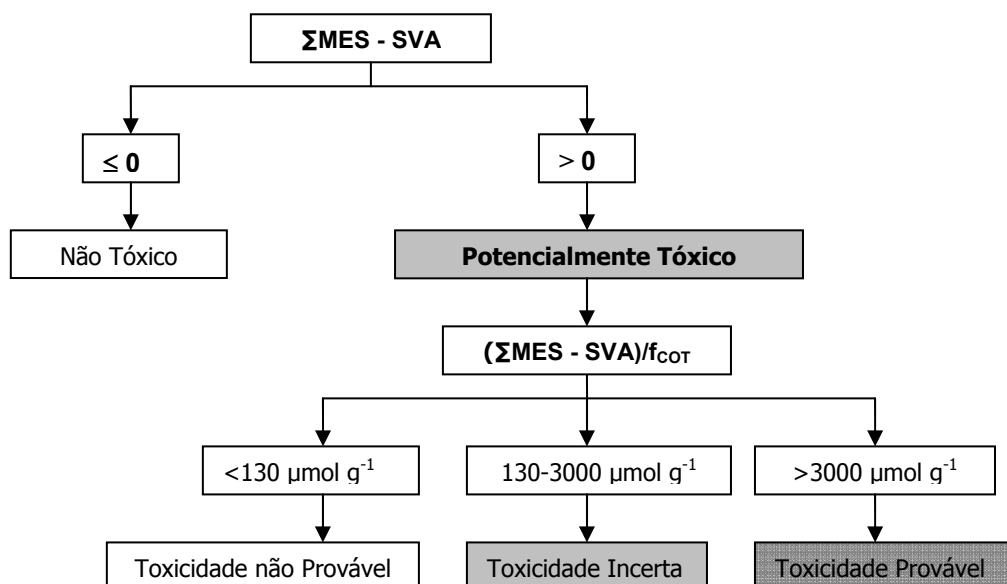 ΣMES - SVA
≤ 0
> 0
Não Tóxico
Potencialmente Tóxico
(ΣMES - SVA)/fCOT
<130 µmol g-1
130-3000 µmol g-1
>3000 µmol g-1
Toxicidade não Provável
Toxicidade Incerta
Toxicidade Provável